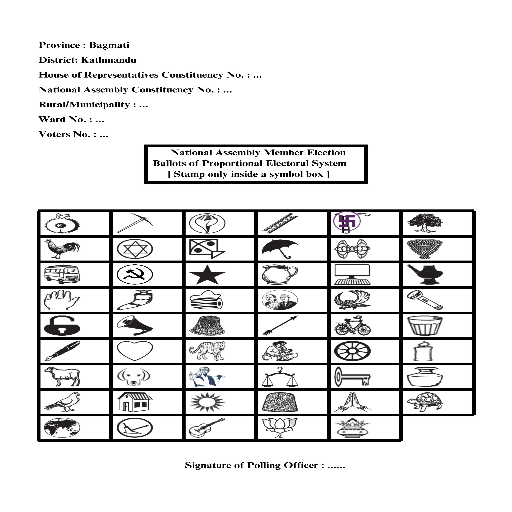 Province : Bagmati
District: Kathmandu
House of Representatives Constituency No. : ...
National Assembly Constituency No. : ...
Rural/Municipality : ...
Ward No. : ...
Voters No. : ...
National Assembly Member Election
Ballots of Proportional Electoral System
[ Stamp only inside a symbol box ]
Signature of Polling Officer : ......